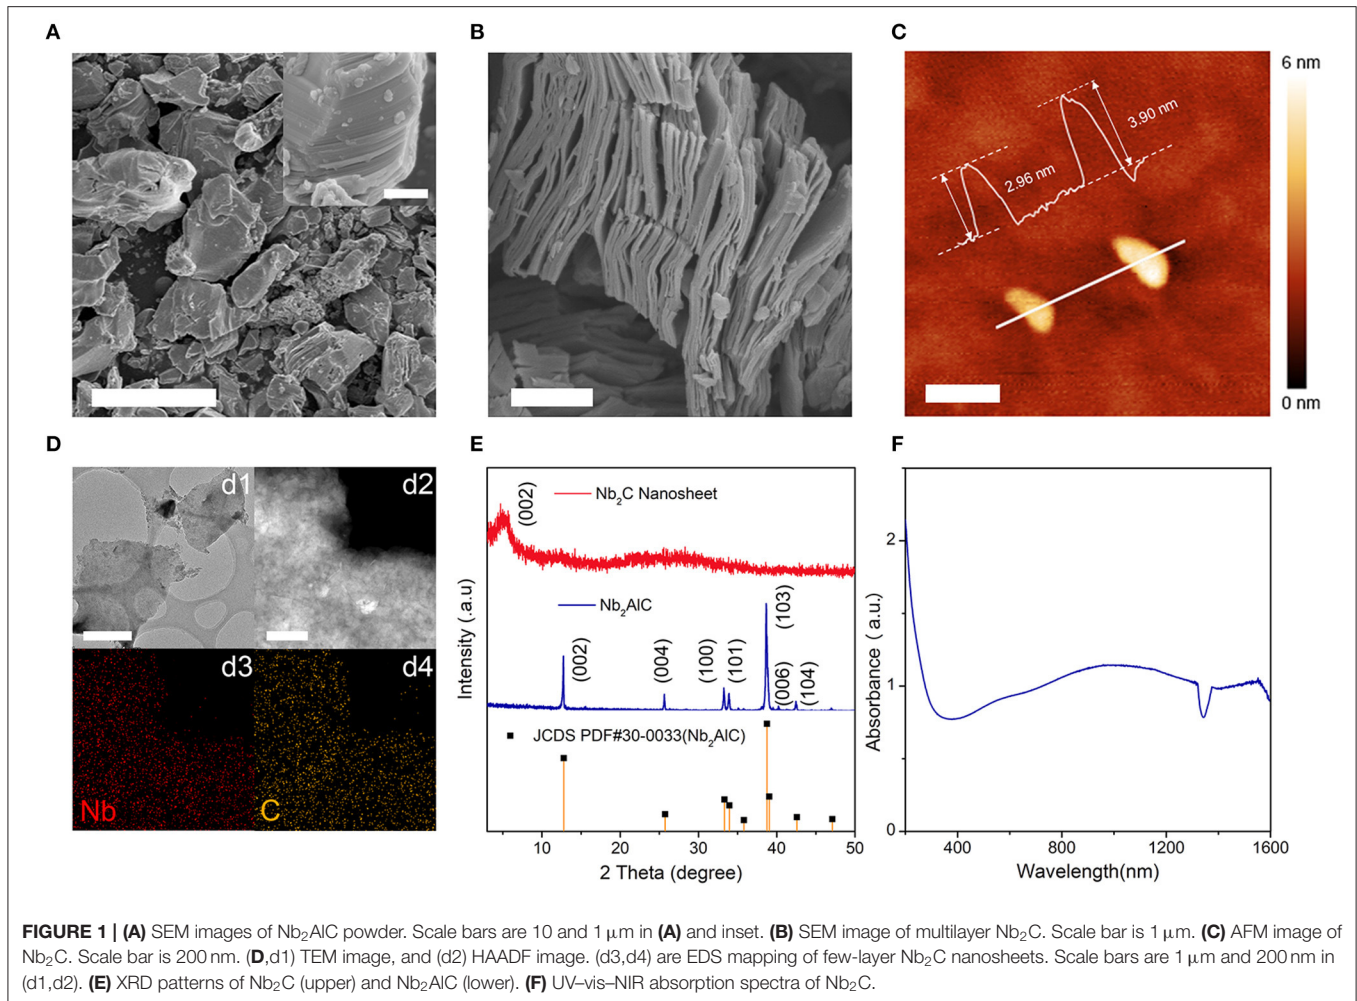 A
B
C
6 nm
3.90 nm
2.96 nm
0 nm
D
d1
d2
d3
d4
Nb
C
E
Nb₂C Nanosheet
(002)
Nb₂AlC
(002)
(004)
(100)
(101)
(103)
(006)
(104)
JCDS PDF#30-0033(Nb₂AlC)
Intensity (.a.u)
10 20 30 40 50
2 Theta (degree)
F
2
1
0
Absorbance ( a.u.)
400 800 1200 1600
Wavelength(nm)
FIGURE 1 | (A) SEM images of Nb₂AlC powder. Scale bars are 10 and 1 μm in (A) and inset. (B) SEM image of multilayer Nb₂C. Scale bar is 1 μm. (C) AFM image of
Nb₂C. Scale bar is 200 nm. (D,d1) TEM image, and (d2) HAADF image. (d3,d4) are EDS mapping of few-layer Nb₂C nanosheets. Scale bars are 1 μm and 200 nm in
(d1,d2). (E) XRD patterns of Nb₂C (upper) and Nb₂AlC (lower). (F) UV–vis–NIR absorption spectra of Nb₂C.